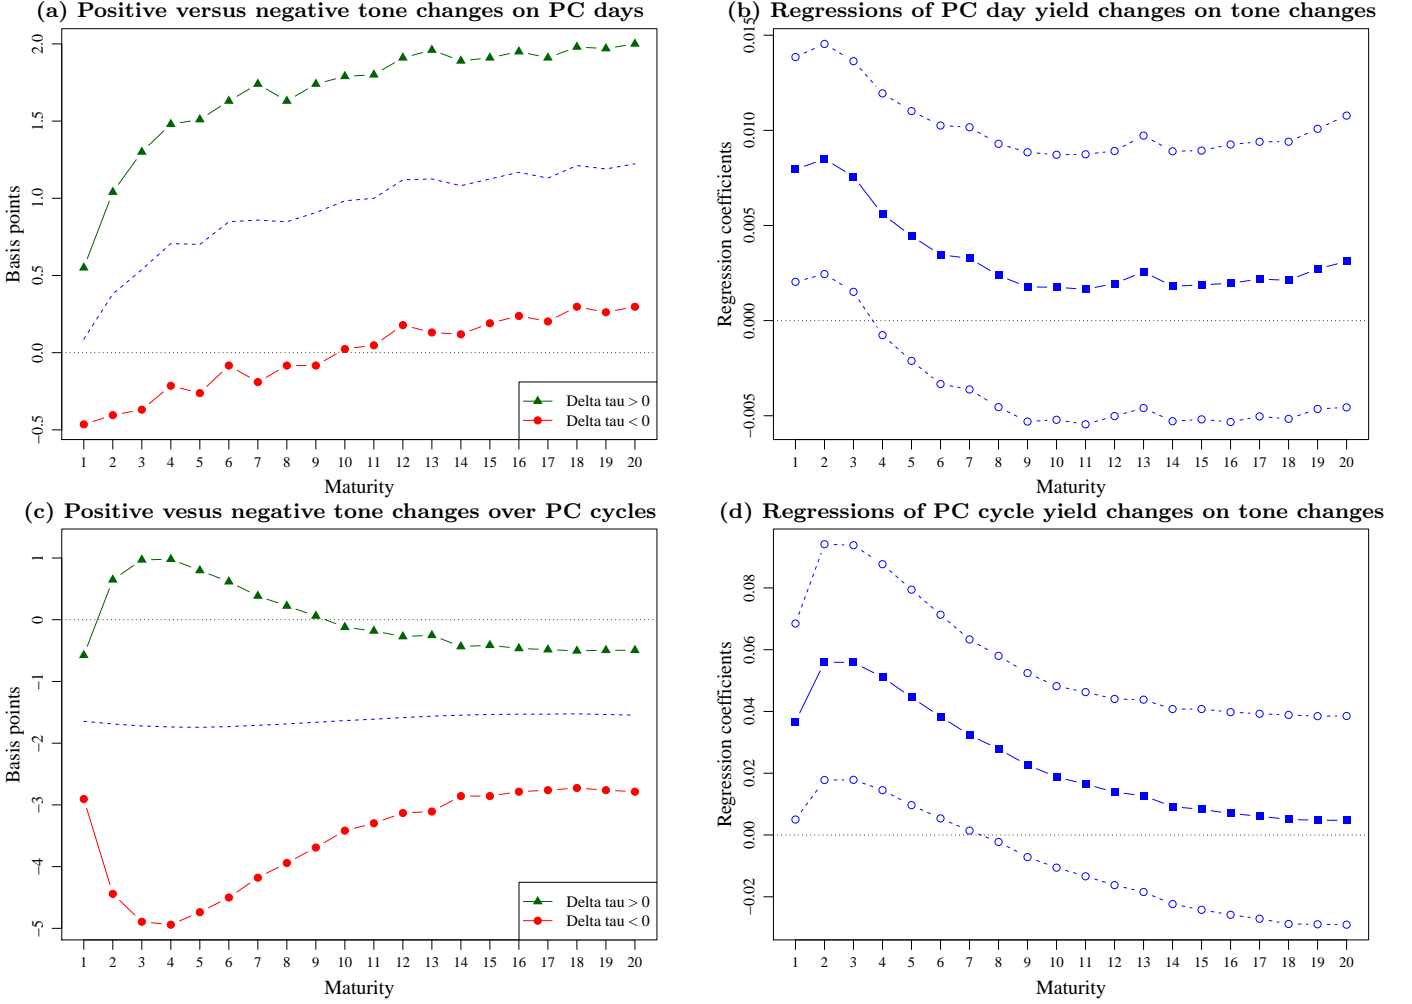 (a) Positive versus negative tone changes on PC days
Basis points
2.0
1.5
1.0
0.5
0.0
−0.5
Delta tau > 0
Delta tau < 0
1 2 3 4 5 6 7 8 9 10 11 12 13 14 15 16 17 18 19 20
Maturity
(b) Regressions of PC day yield changes on tone changes
Regression coefficients
0.015
0.010
0.005
0.000
−0.005
1 2 3 4 5 6 7 8 9 10 11 12 13 14 15 16 17 18 19 20
Maturity
(c) Positive vesus negative tone changes over PC cycles
Basis points
1
0
−1
−2
−3
−4
−5
Delta tau > 0
Delta tau < 0
1 2 3 4 5 6 7 8 9 10 11 12 13 14 15 16 17 18 19 20
Maturity
(d) Regressions of PC cycle yield changes on tone changes
Regression coefficients
0.08
0.06
0.04
0.02
0.00
−0.02
1 2 3 4 5 6 7 8 9 10 11 12 13 14 15 16 17 18 19 20
Maturity